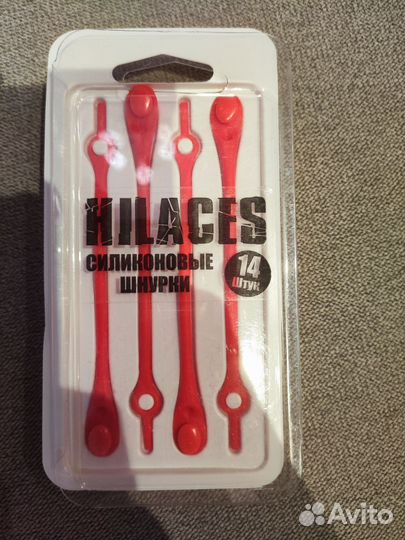 HILACES
СИЛИКОНОВЫЕ
ШНУРКИ
14
Штук
Avito